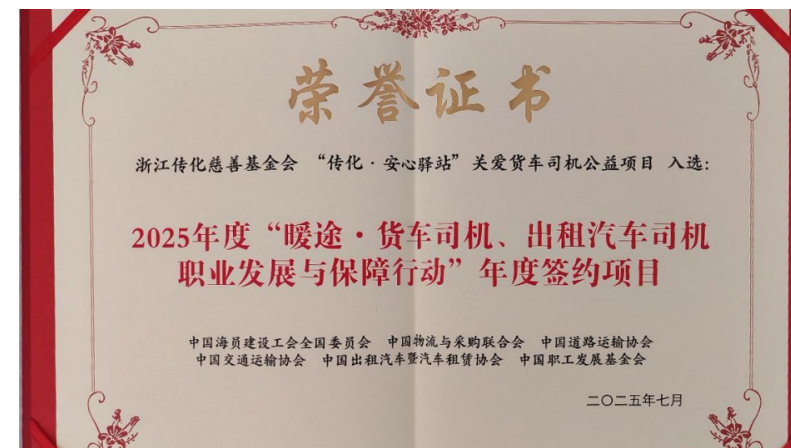 荣誉证书
浙江传化慈善基金会 “传化·安心驿站”关爱货车司机公益项目 入选：
2025年度“暖途·货车司机、出租汽车司机
职业发展与保障行动”年度签约项目
中国海员建设工会全国委员会 中国物流与采购联合会 中国道路运输协会
中国交通运输协会 中国出租汽车暨汽车租赁协会 中国职工发展基金会
二〇二五年七月